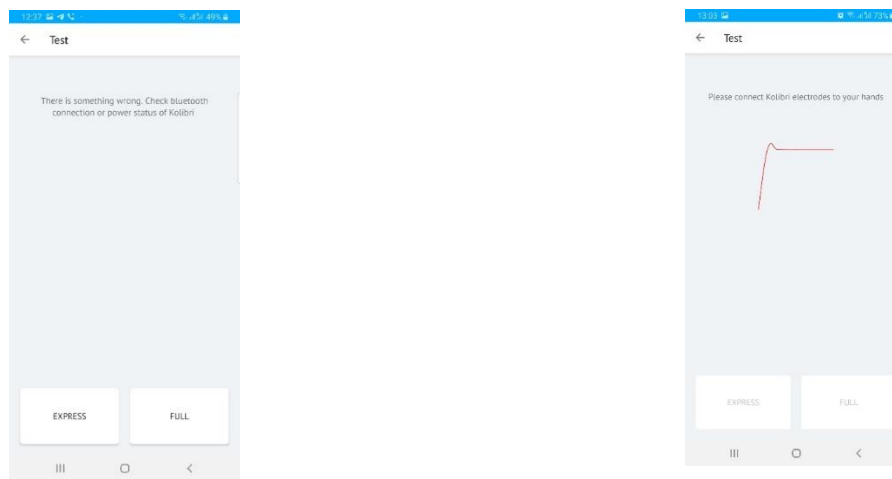 12:37 49%
Test
There is something wrong. Check bluetooth
connection or power status of Kolibri
EXPRESS FULL
13:03 73%
Test
Please connect Kolibri electrodes to your hands
EXPRESS FULL